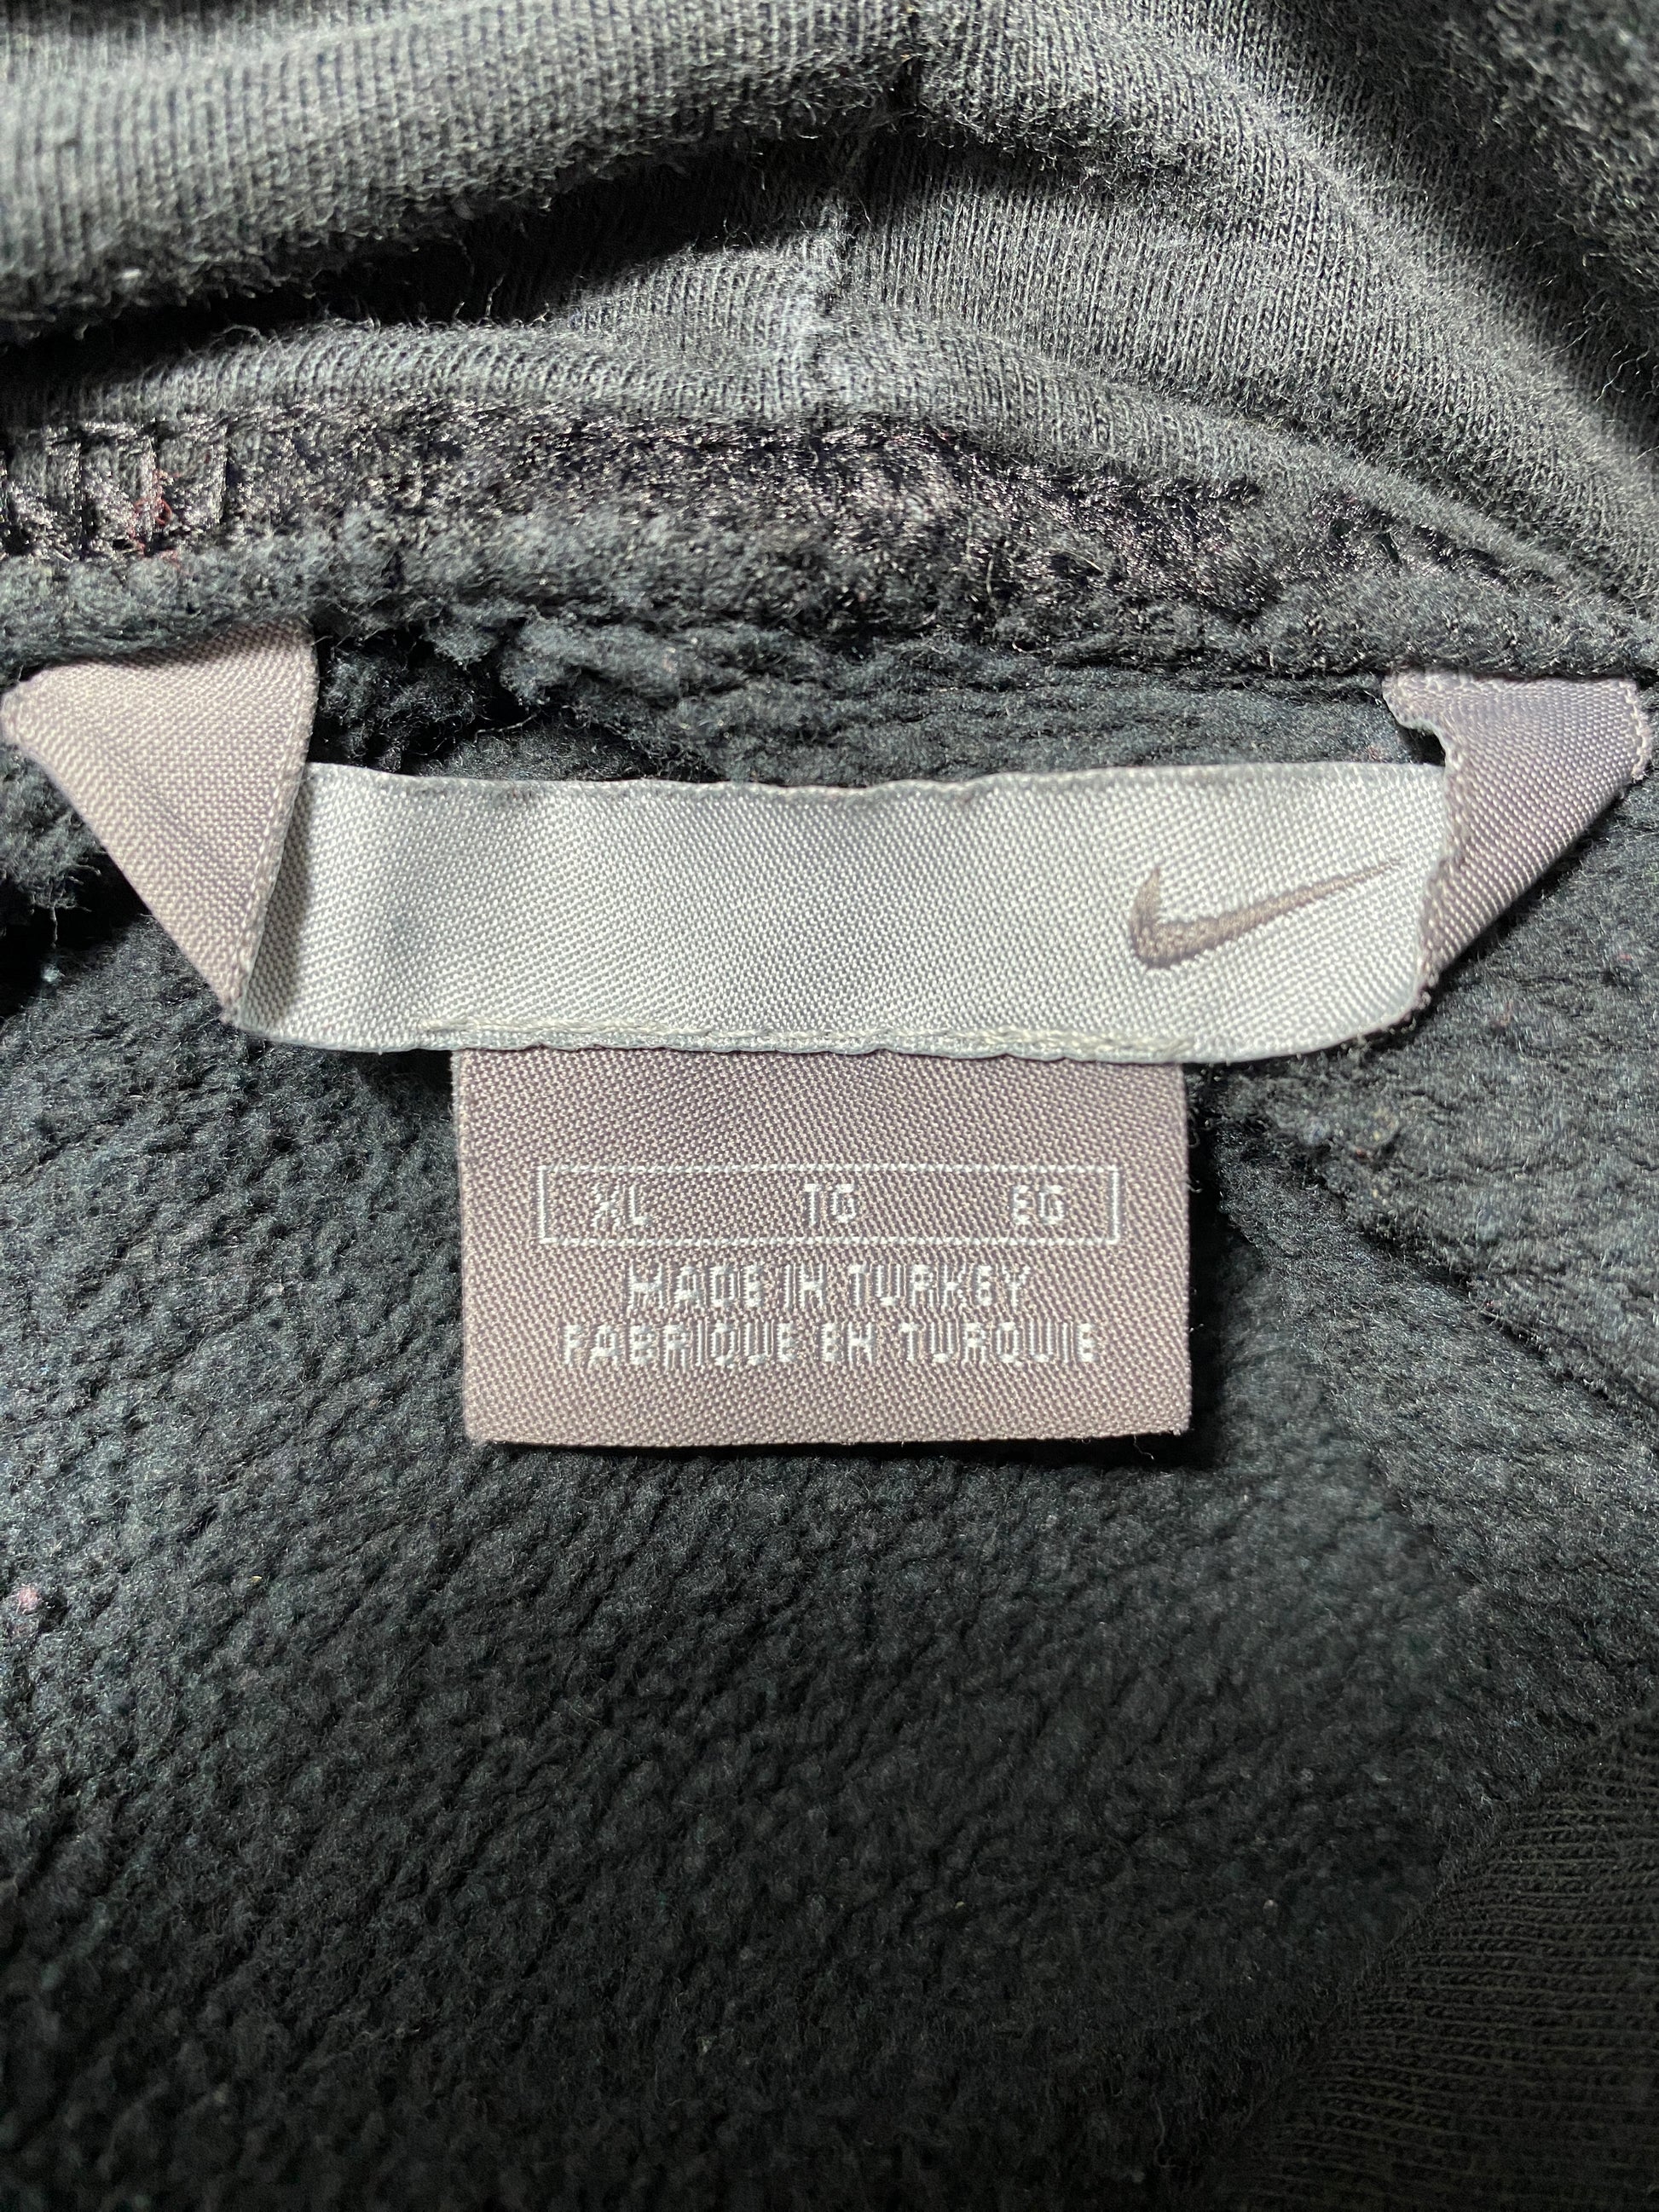 XL TG EG
MADE IN TURKEY
FABRIQUE EN TURQUIE